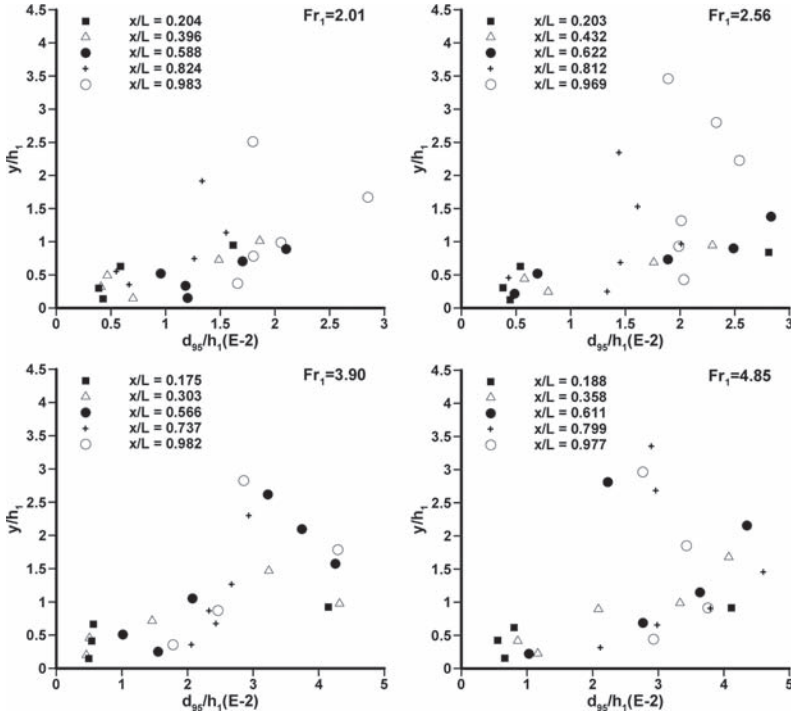 Fr1=2.01
x/L = 0.204
x/L = 0.396
x/L = 0.588
x/L = 0.824
x/L = 0.983
y/h1
4.5
4
3.5
3
2.5
2
1.5
1
0.5
0
0 0.5 1 1.5 2 2.5 3
d95/h1(E-2)
Fr1=2.56
x/L = 0.203
x/L = 0.432
x/L = 0.622
x/L = 0.812
x/L = 0.969
y/h1
4.5
4
3.5
3
2.5
2
1.5
1
0.5
0
0 0.5 1 1.5 2 2.5 3
d95/h1(E-2)
Fr1=3.90
x/L = 0.175
x/L = 0.303
x/L = 0.566
x/L = 0.737
x/L = 0.982
y/h1
4.5
4
3.5
3
2.5
2
1.5
1
0.5
0
0 1 2 3 4 5
d95/h1(E-2)
Fr1=4.85
x/L = 0.188
x/L = 0.358
x/L = 0.611
x/L = 0.799
x/L = 0.977
y/h1
4.5
4
3.5
3
2.5
2
1.5
1
0.5
0
0 1 2 3 4 5
d95/h1(E-2)